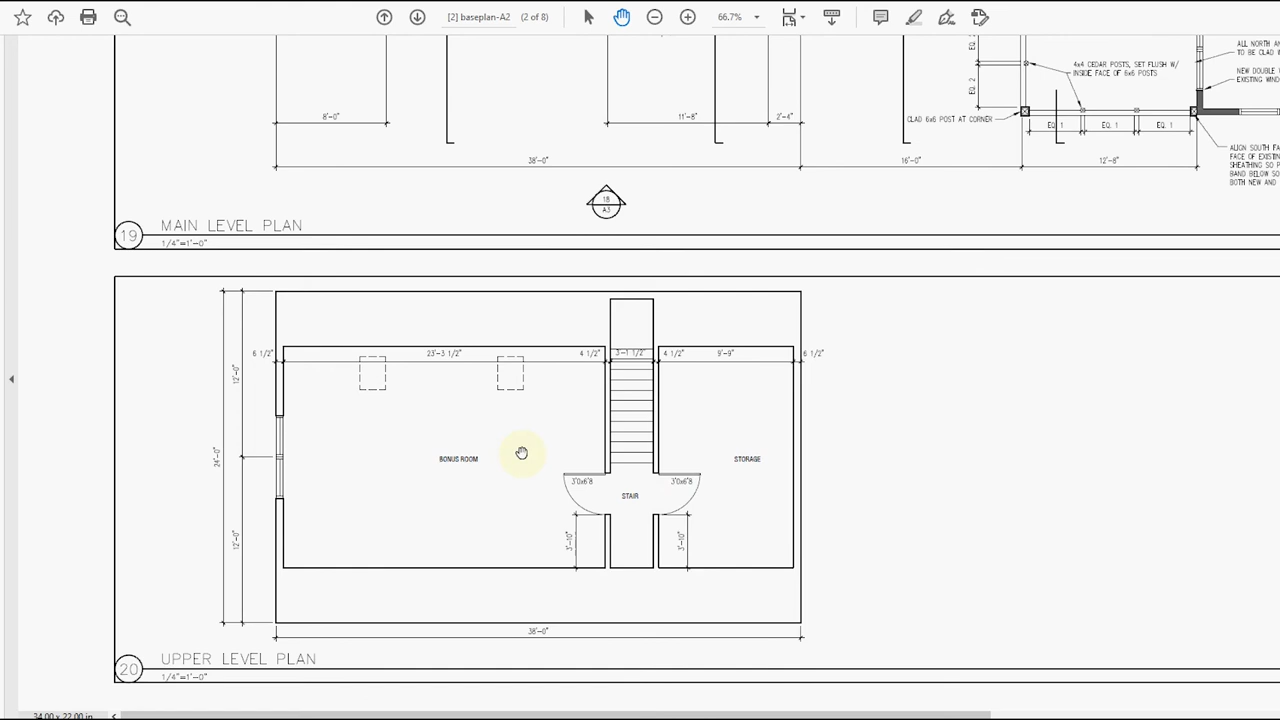 [2] baseplan-A2 (2 of 8) 66.7%
ALL NORTH AN
TO BE CLAD W
4x4 CEDAR POSTS, SET FLUSH W/
INSIDE FACE OF 6x6 POSTS
NEW DOUBLE
EXISTING WIND
EQ. 2
8'-0" 11'-8" 2'-4" CLAD 6x6 POST AT CORNER
EQ. 1 EQ. 1 EQ. 1
38'-0" 16'-0" 12'-8"
ALIGN SOUTH FA
FACE OF EXISTING
SHEATHING SO P
BAND BELOW SO
BOTH NEW AND
18
A3
19 MAIN LEVEL PLAN
1/4"=1'-0"
6 1/2" 23'-3 1/2" 4 1/2" 3'-1 1/2" 4 1/2" 9'-9" 6 1/2"
12'-0"
24'-0"
BONUS ROOM STORAGE
3'0x6'8 3'0x6'8
STAIR
12'-0" 3'-10" 3'-10"
38'-0"
20 UPPER LEVEL PLAN
1/4"=1'-0"
34.00 x 22.00 in